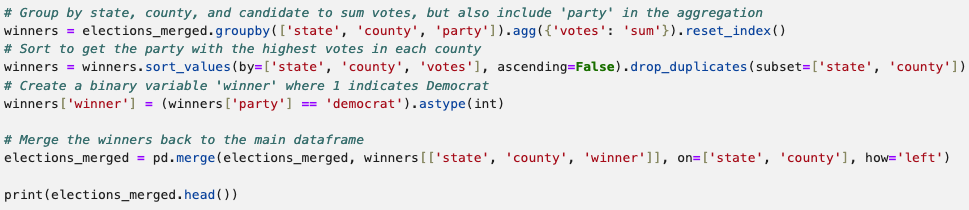 # Group by state, county, and candidate to sum votes, but also include 'party' in the aggregation
winners = elections_merged.groupby(['state', 'county', 'party']).agg({'votes': 'sum'}).reset_index()
# Sort to get the party with the highest votes in each county
winners = winners.sort_values(by=['state', 'county', 'votes'], ascending=False).drop_duplicates(subset=['state', 'county'])
# Create a binary variable 'winner' where 1 indicates Democrat
winners['winner'] = (winners['party'] == 'democrat').astype(int)
# Merge the winners back to the main dataframe
elections_merged = pd.merge(elections_merged, winners[['state', 'county', 'winner']], on=['state', 'county'], how='left')
print(elections_merged.head())